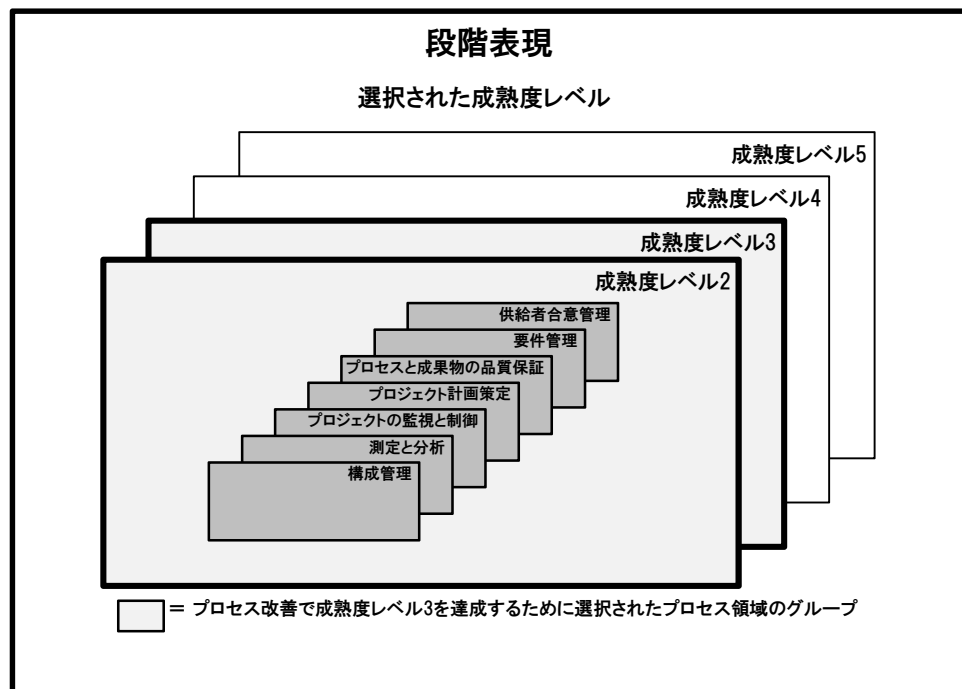 段階表現
選択された成熟度レベル
成熟度レベル5
成熟度レベル4
成熟度レベル3
成熟度レベル2
供給者合意管理
要件管理
プロセスと成果物の品質保証
プロジェクト計画策定
プロジェクトの監視と制御
測定と分析
構成管理
= プロセス改善で成熟度レベル3を達成するために選択されたプロセス領域のグループ